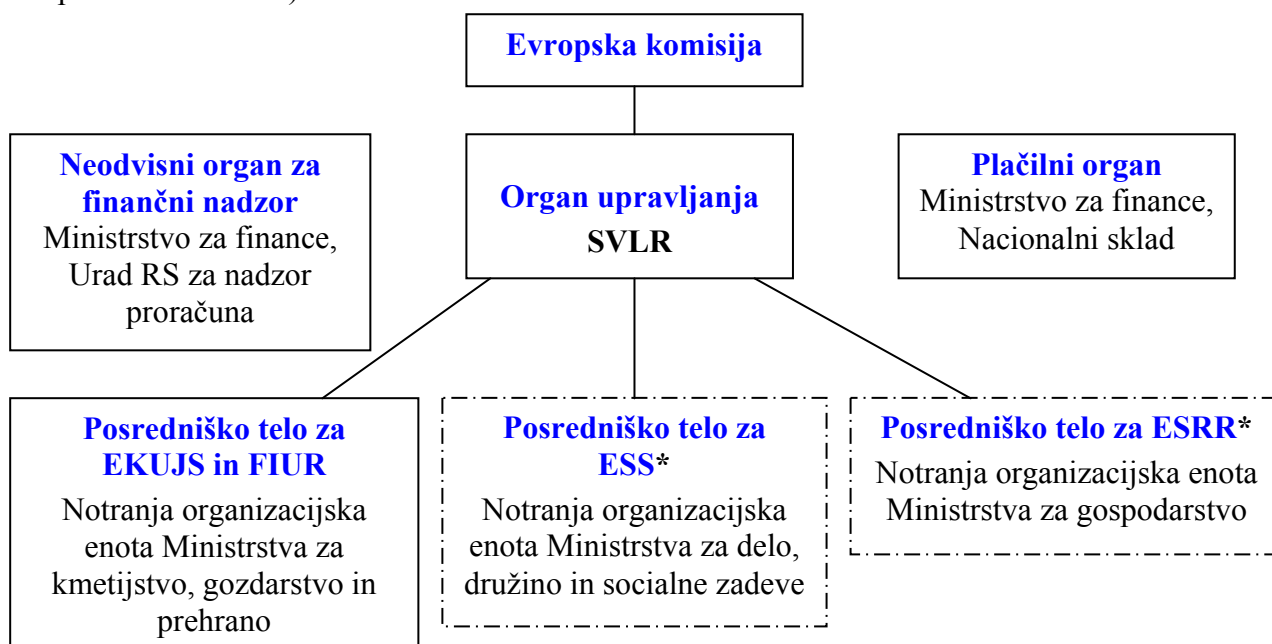 Evropska komisija
Neodvisni organ za
finančni nadzor
Ministrstvo za finance,
Urad RS za nadzor
proračuna
Organ upravljanja
SVLR
Plačilni organ
Ministrstvo za finance,
Nacionalni sklad
Posredniško telo za
EKUJS in FIUR
Notranja organizacijska
enota Ministrstva za
kmetijstvo, gozdarstvo in
prehrano
Posredniško telo za
ESS*
Notranja organizacijska
enota Ministrstva za delo,
družino in socialne zadeve
Posredniško telo za ESRR*
Notranja organizacijska enota
Ministrstva za gospodarstvo